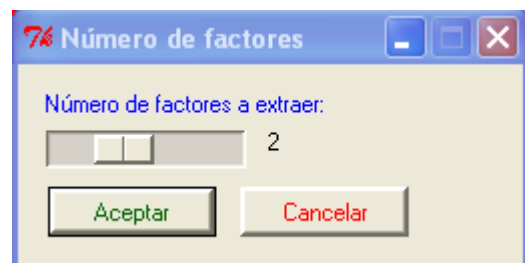 Número de factores
Número de factores a extraer:
2
Aceptar Cancelar